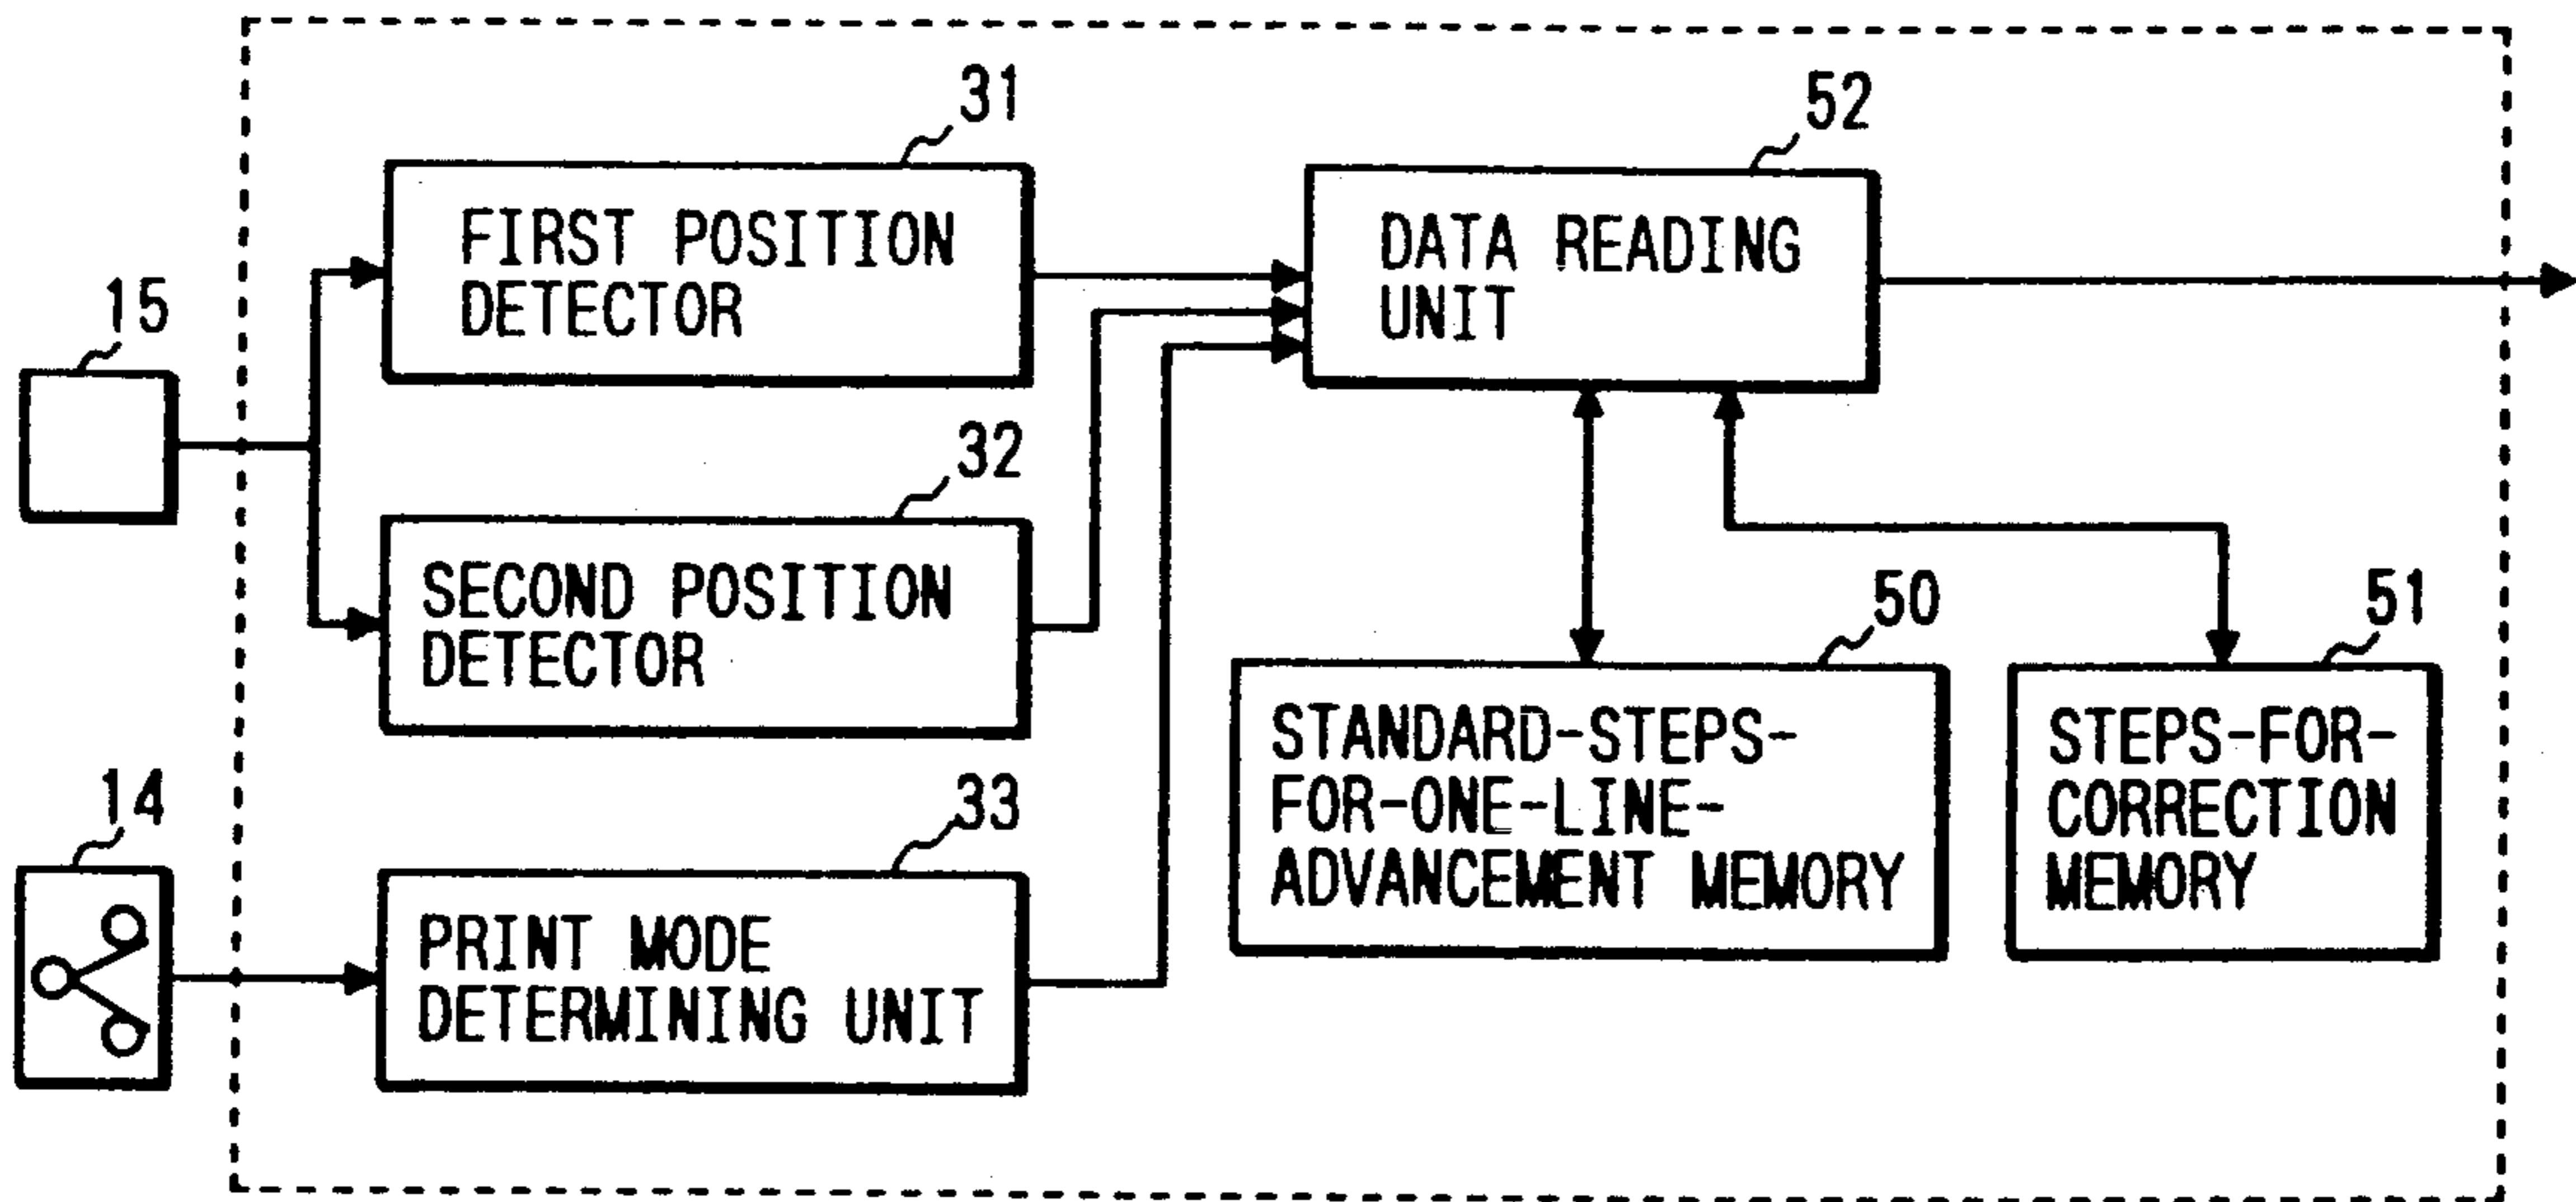 31
FIRST POSITION
DETECTOR
52
DATA READING
UNIT
15
32
SECOND POSITION
DETECTOR
50
STANDARD-STEPS-
FOR-ONE-LINE-
ADVANCEMENT MEMORY
51
STEPS-FOR-
CORRECTION
MEMORY
14
33
PRINT MODE
DETERMINING UNIT